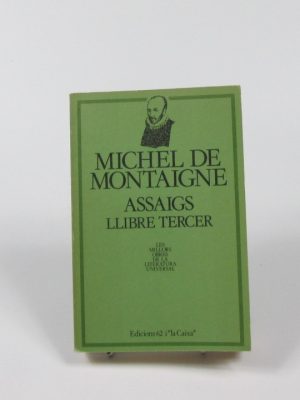 MICHEL DE
MONTAIGNE
ASSAIGS
LLIBRE TERCER
LES
MILLORS
OBRES
DE LA
LITERATURA
UNIVERSAL
Edicions 62 i "la Caixa"